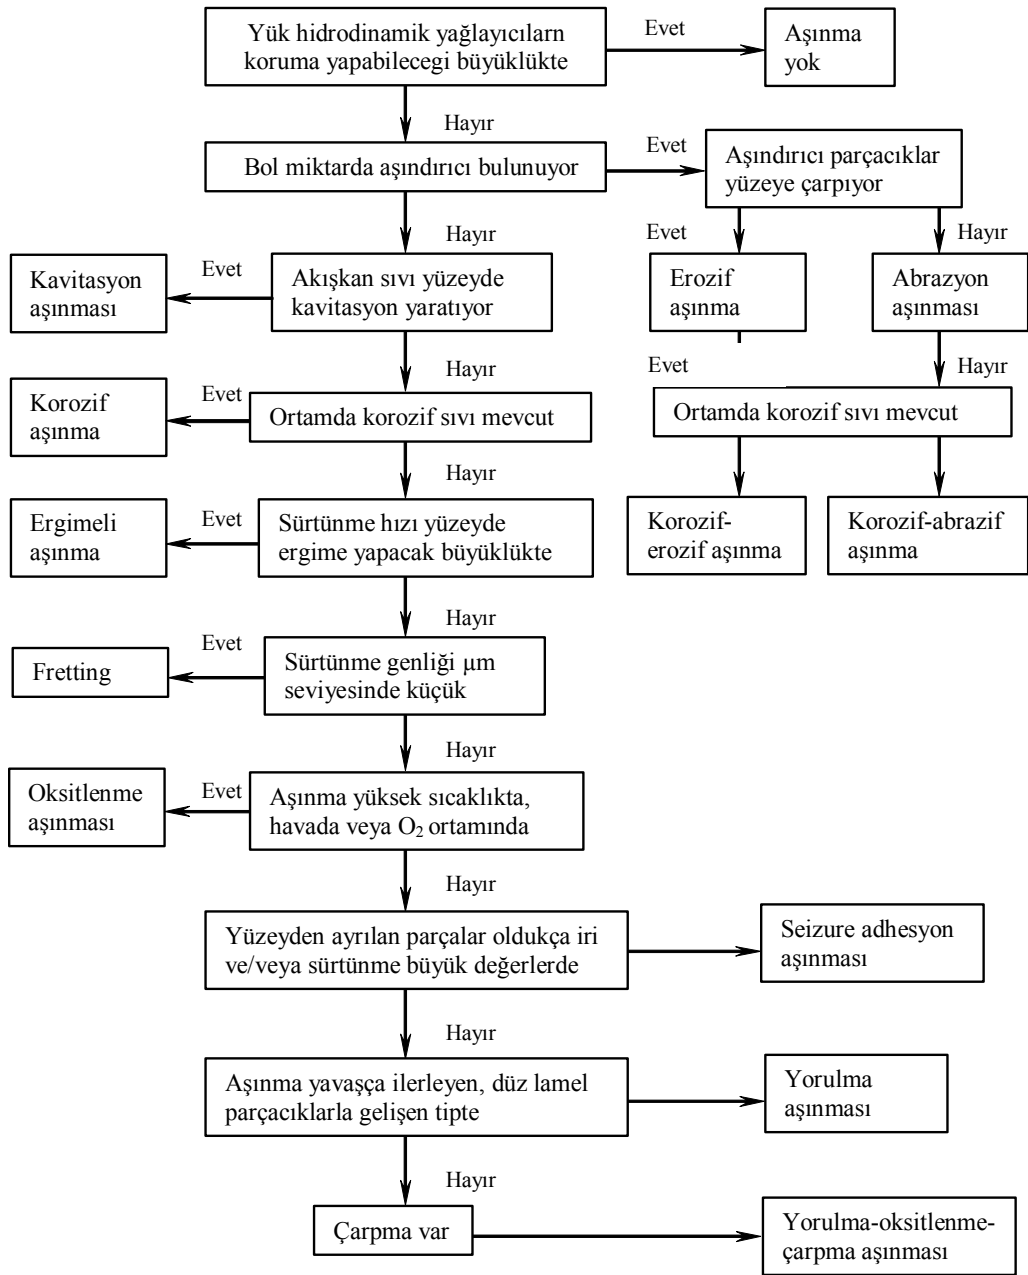 Yük hidrodinamik yağlayıcılarn
koruma yapabilecegi büyüklükte
Evet
Aşınma
yok
Hayır
Bol miktarda aşındırıcı bulunuyor
Evet
Aşındırıcı parçacıklar
yüzeye çarpıyor
Hayır
Evet
Hayır
Kavitasyon
aşınması
Evet
Akışkan sıvı yüzeyde
kavitasyon yaratıyor
Erozif
aşınma
Abrazyon
aşınması
Hayır
Evet
Hayır
Korozif
aşınma
Evet
Ortamda korozif sıvı mevcut
Ortamda korozif sıvı mevcut
Hayır
Ergimeli
aşınma
Evet
Sürtünme hızı yüzeyde
ergime yapacak büyüklükte
Korozif-
erozif aşınma
Korozif-abrazif
aşınma
Hayır
Fretting
Evet
Sürtünme genliği µm
seviyesinde küçük
Hayır
Oksitlenme
aşınması
Evet
Aşınma yüksek sıcaklıkta,
havada veya O₂ ortamında
Hayır
Yüzeyden ayrılan parçalar oldukça iri
ve/veya sürtünme büyük değerlerde
Seizure adhesyon
aşınması
Hayır
Aşınma yavaşça ilerleyen, düz lamel
parçacıklarla gelişen tipte
Yorulma
aşınması
Hayır
Çarpma var
Yorulma-oksitlenme-
çarpma aşınması